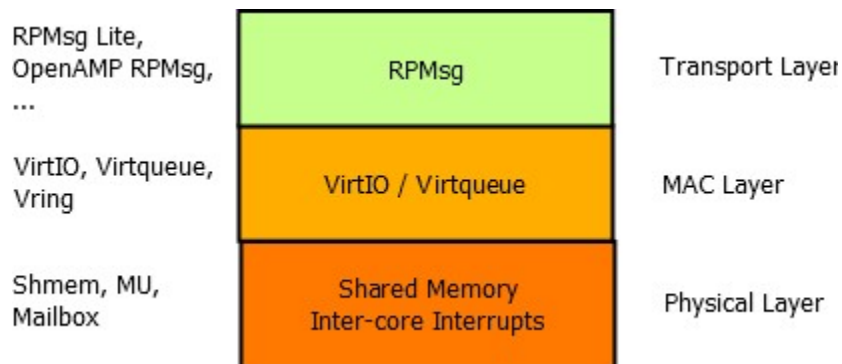 RPMsg Lite,
OpenAMP RPMsg,
...
RPMsg
Transport Layer
VirtIO, Virtqueue,
Vring
VirtIO / Virtqueue
MAC Layer
Shmem, MU,
Mailbox
Shared Memory
Inter-core Interrupts
Physical Layer